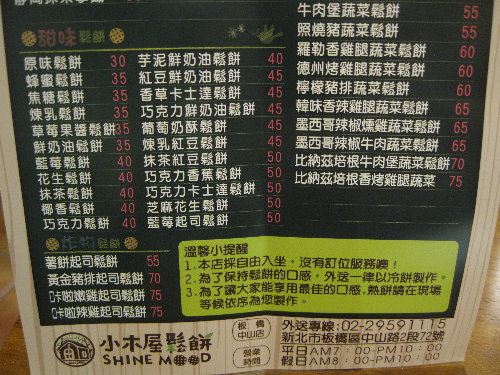 甜味鬆餅
原味鬆餅 30
蜂蜜鬆餅 35
焦糖鬆餅 35
煉乳鬆餅 35
草莓果醬鬆餅 35
鮮奶油鬆餅 35
藍莓鬆餅 40
花生鬆餅 40
抹茶鬆餅 40
椰香鬆餅 40
巧克力鬆餅 40
芋泥鮮奶油鬆餅 40
紅豆鮮奶油鬆餅 45
香草卡士達鬆餅 45
巧克力鮮奶油鬆餅 45
葡萄奶酥鬆餅 45
煉乳紅豆鬆餅 45
抹茶紅豆鬆餅 50
巧克力香蕉鬆餅 50
巧克力卡士達鬆餅 50
芝麻花生鬆餅 50
藍莓起司鬆餅 50
55
牛肉堡蔬菜鬆餅 55
照燒豬蔬菜鬆餅 55
羅勒香雞腿蔬菜鬆餅 60
德州烤雞腿蔬菜鬆餅 60
檸檬豬排蔬菜鬆餅 60
韓味香辣雞腿蔬菜鬆餅 65
墨西哥辣椒燻雞蔬菜鬆餅 65
墨西哥辣椒牛肉蔬菜鬆餅 65
比納茲培根牛肉堡蔬菜鬆餅 70
比納茲培根香烤雞腿蔬菜 75
炸物鬆餅
薯餅起司鬆餅 55
黃金豬排起司鬆餅 70
咔啦嫩雞起司鬆餅 75
咔啦辣雞起司鬆餅 75
溫馨小提醒
1.本店採自由入坐，沒有訂位服務噢！
2.為了保持鬆餅的口感，外送一律以冷餅製作。
3.為了讓大家能享用最佳的口感,熱餅請在現場
等候依序為您製作。
小木屋鬆餅
SHINE MOOD
板橋
中山店
營業
時間
外送專線:02-29591115
新北市板橋區中山路2段72號
平日AM7:00-PM10:00
假日AM8:00-PM10:00